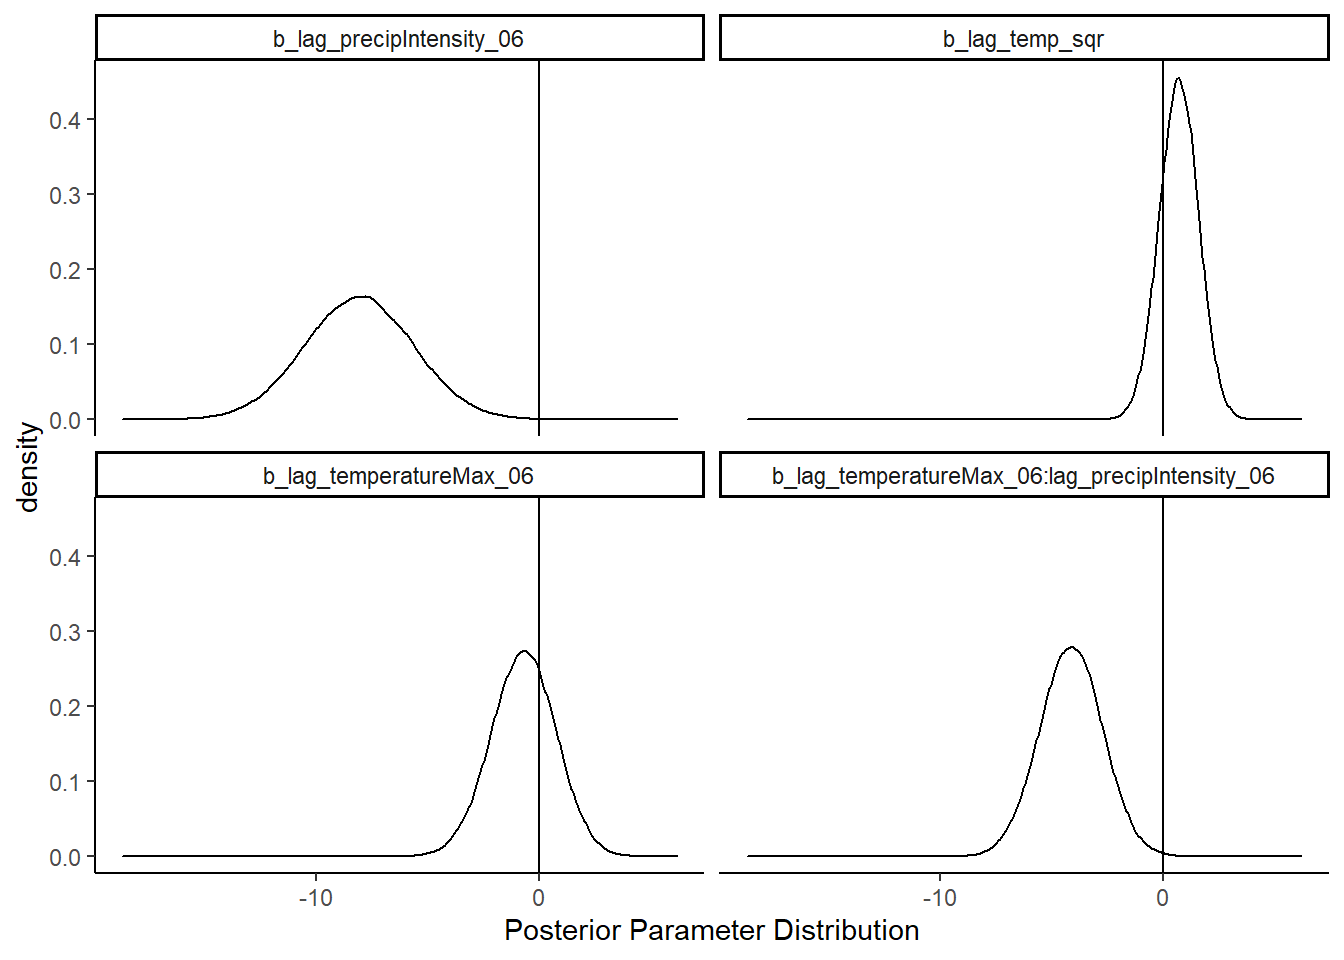 b_lag_precipIntensity_06
b_lag_temp_sqr
0.4
0.3
0.2
0.1
0.0
density
b_lag_temperatureMax_06
b_lag_temperatureMax_06:lag_precipIntensity_06
0.4
0.3
0.2
0.1
0.0
-10
0
-10
0
Posterior Parameter Distribution